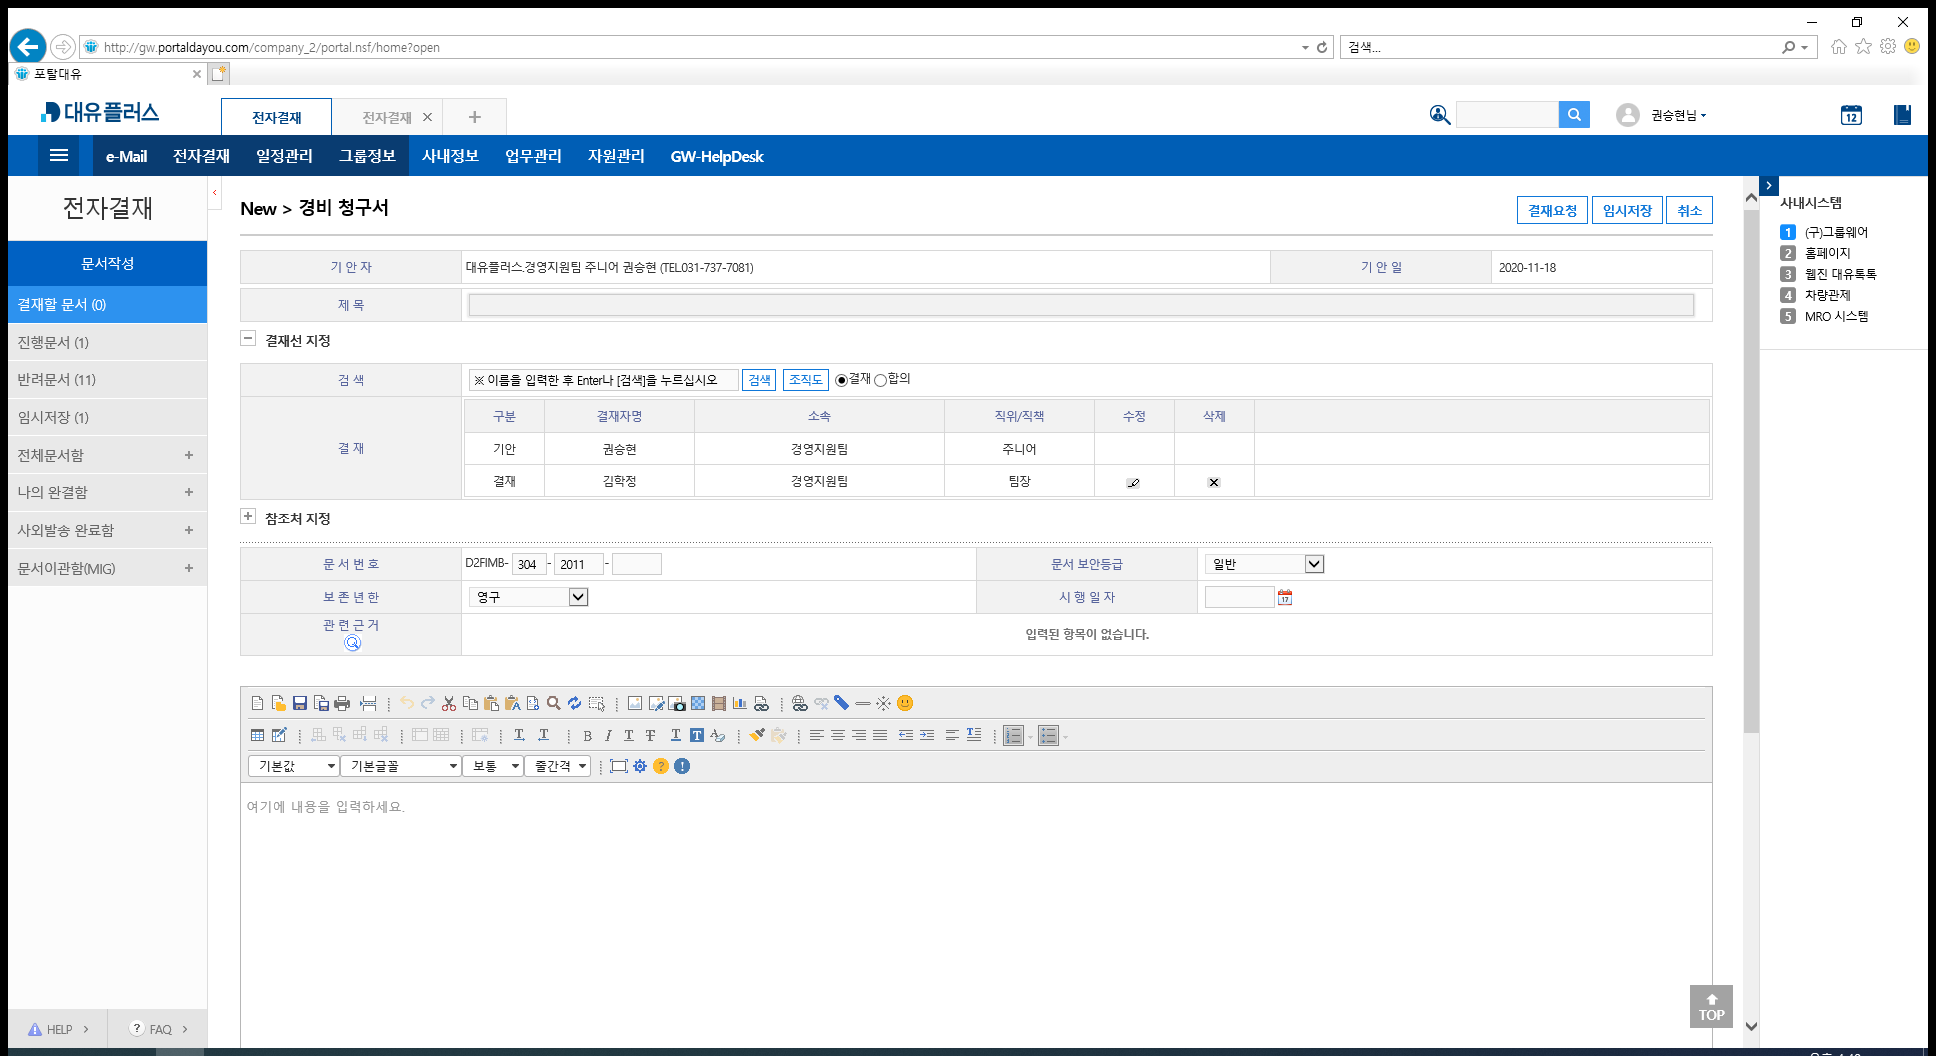 http://gw.portaldayou.com/company_2/portal.nsf/home?open
검색...
포탈대유
대유플러스
전자결재
전자결재
권승현님
12
e-Mail 전자결재 일정관리 그룹정보 사내정보 업무관리 자원관리 GW-HelpDesk
전자결재
문서작성
결재할 문서 (0)
진행문서 (1)
반려문서 (11)
임시저장 (1)
전체문서함 +
나의 완결함 +
사외발송 완료함 +
문서이관함(MIG) +
HELP >
? FAQ >
New > 경비 청구서
결재요청 임시저장 취소
기 안 자 대유플러스.경영지원팀 주니어 권승현 (TEL031-737-7081) 기 안 일 2020-11-18
제 목
결재선 지정
검 색 ※ 이름을 입력한 후 Enter나 [검색]을 누르십시오 검색 조직도 결재 합의
결 재
구분 결재자명 소속 직위/직책 수정 삭제
기안 권승현 경영지원팀 주니어
결재 김학정 경영지원팀 팀장
참조처 지정
문 서 번 호 D2FIMB- 304 - 2011 - 문서 보안등급 일반
보 존 년 한 영구 시 행 일 자 17
관 련 근 거 입력된 항목이 없습니다.
기본값 기본글꼴 보통 줄간격
여기에 내용을 입력하세요.
TOP
사내시스템
1 (구)그룹웨어
2 홈페이지
3 웹진 대유톡톡
4 차량관제
5 MRO 시스템